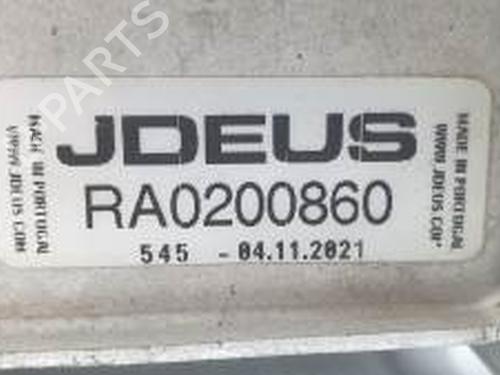 JDEUS
RA0200860
545 - 04.11.2021
MADE IN PORTUGAL
WWW.JDEUS.COM
MADE IN PORTUGAL
WWW.JDEUS.COM
PARTS